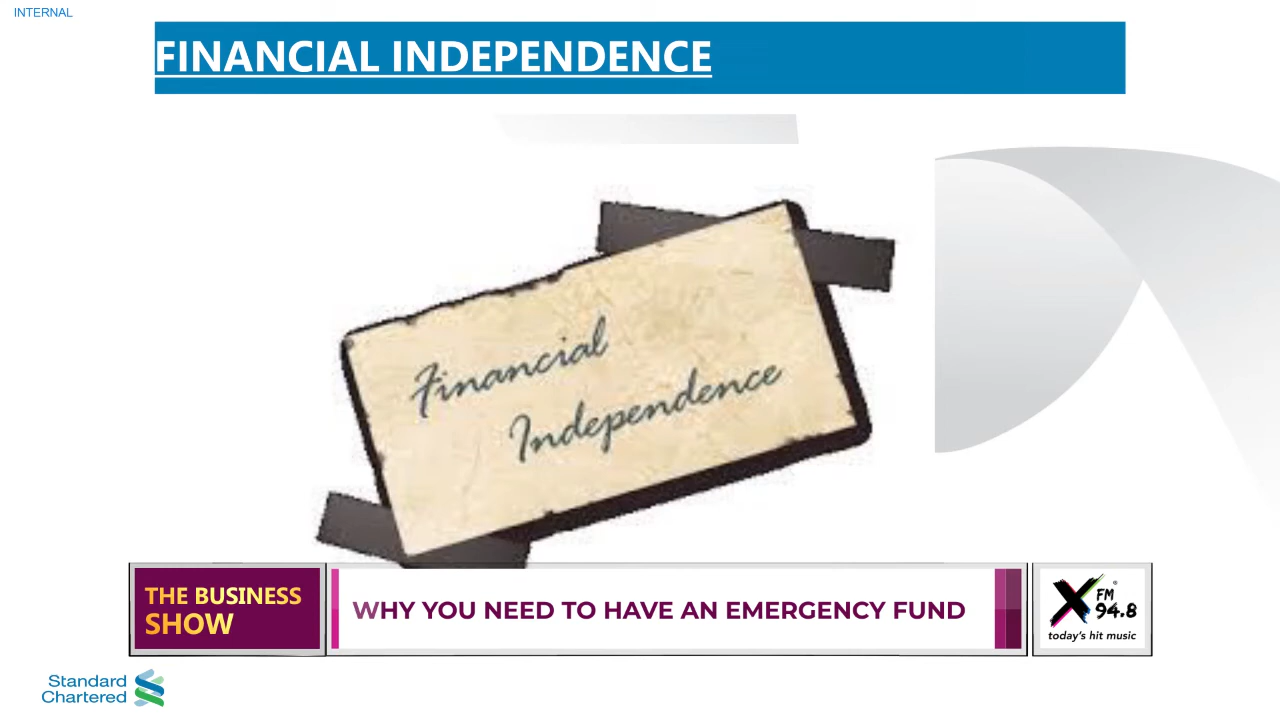 INTERNAL
FINANCIAL INDEPENDENCE
Financial
Independence
THE BUSINESS
SHOW
WHY YOU NEED TO HAVE AN EMERGENCY FUND
X FM
94.8
today's hit music
Standard
Chartered